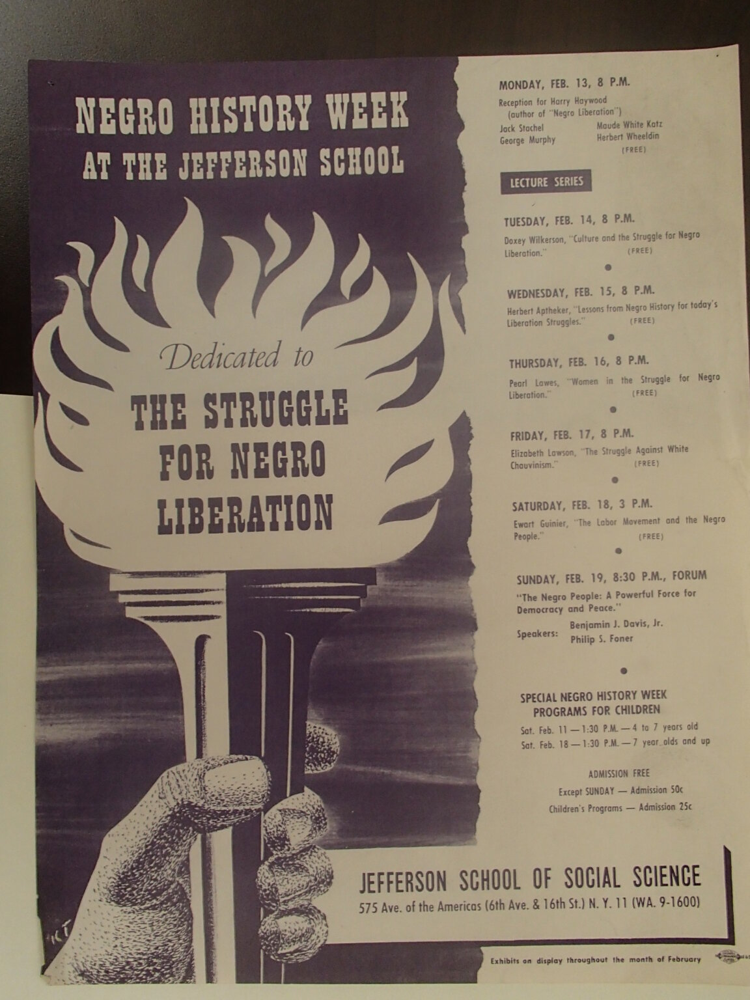 NEGRO HISTORY WEEK
AT THE JEFFERSON SCHOOL
Dedicated to
THE STRUGGLE
FOR NEGRO
LIBERATION
MONDAY, FEB. 13, 8 P.M.
Reception for Harry Haywood
(author of "Negro Liberation")
Jack Stachel Maude White Katz
George Murphy Herbert Wheeldin
(FREE)
LECTURE SERIES
TUESDAY, FEB. 14, 8 P.M.
Doxey Wilkerson, "Culture and the Struggle for Negro
Liberation." (FREE)
WEDNESDAY, FEB. 15, 8 P.M.
Herbert Aptheker, "Lessons from Negro History for today's
Liberation Struggles." (FREE)
THURSDAY, FEB. 16, 8 P.M.
Pearl Lawes, "Women in the Struggle for Negro
Liberation." (FREE)
FRIDAY, FEB. 17, 8 P.M.
Elizabeth Lawson, "The Struggle Against White
Chauvinism." (FREE)
SATURDAY, FEB. 18, 3 P.M.
Ewart Guinier, "The Labor Movement and the Negro
People." (FREE)
SUNDAY, FEB. 19, 8:30 P.M., FORUM
"The Negro People: A Powerful Force for
Democracy and Peace."
Speakers: Benjamin J. Davis, Jr.
Philip S. Foner
SPECIAL NEGRO HISTORY WEEK
PROGRAMS FOR CHILDREN
Sat. Feb. 11 — 1:30 P.M. — 4 to 7 years old
Sat. Feb. 18 — 1:30 P.M. — 7 year olds and up
ADMISSION FREE
Except SUNDAY — Admission 50c
Children's Programs — Admission 25c
JEFFERSON SCHOOL OF SOCIAL SCIENCE
575 Ave. of the Americas (6th Ave. & 16th St.) N. Y. 11 (WA. 9-1600)
Exhibits on display throughout the month of February